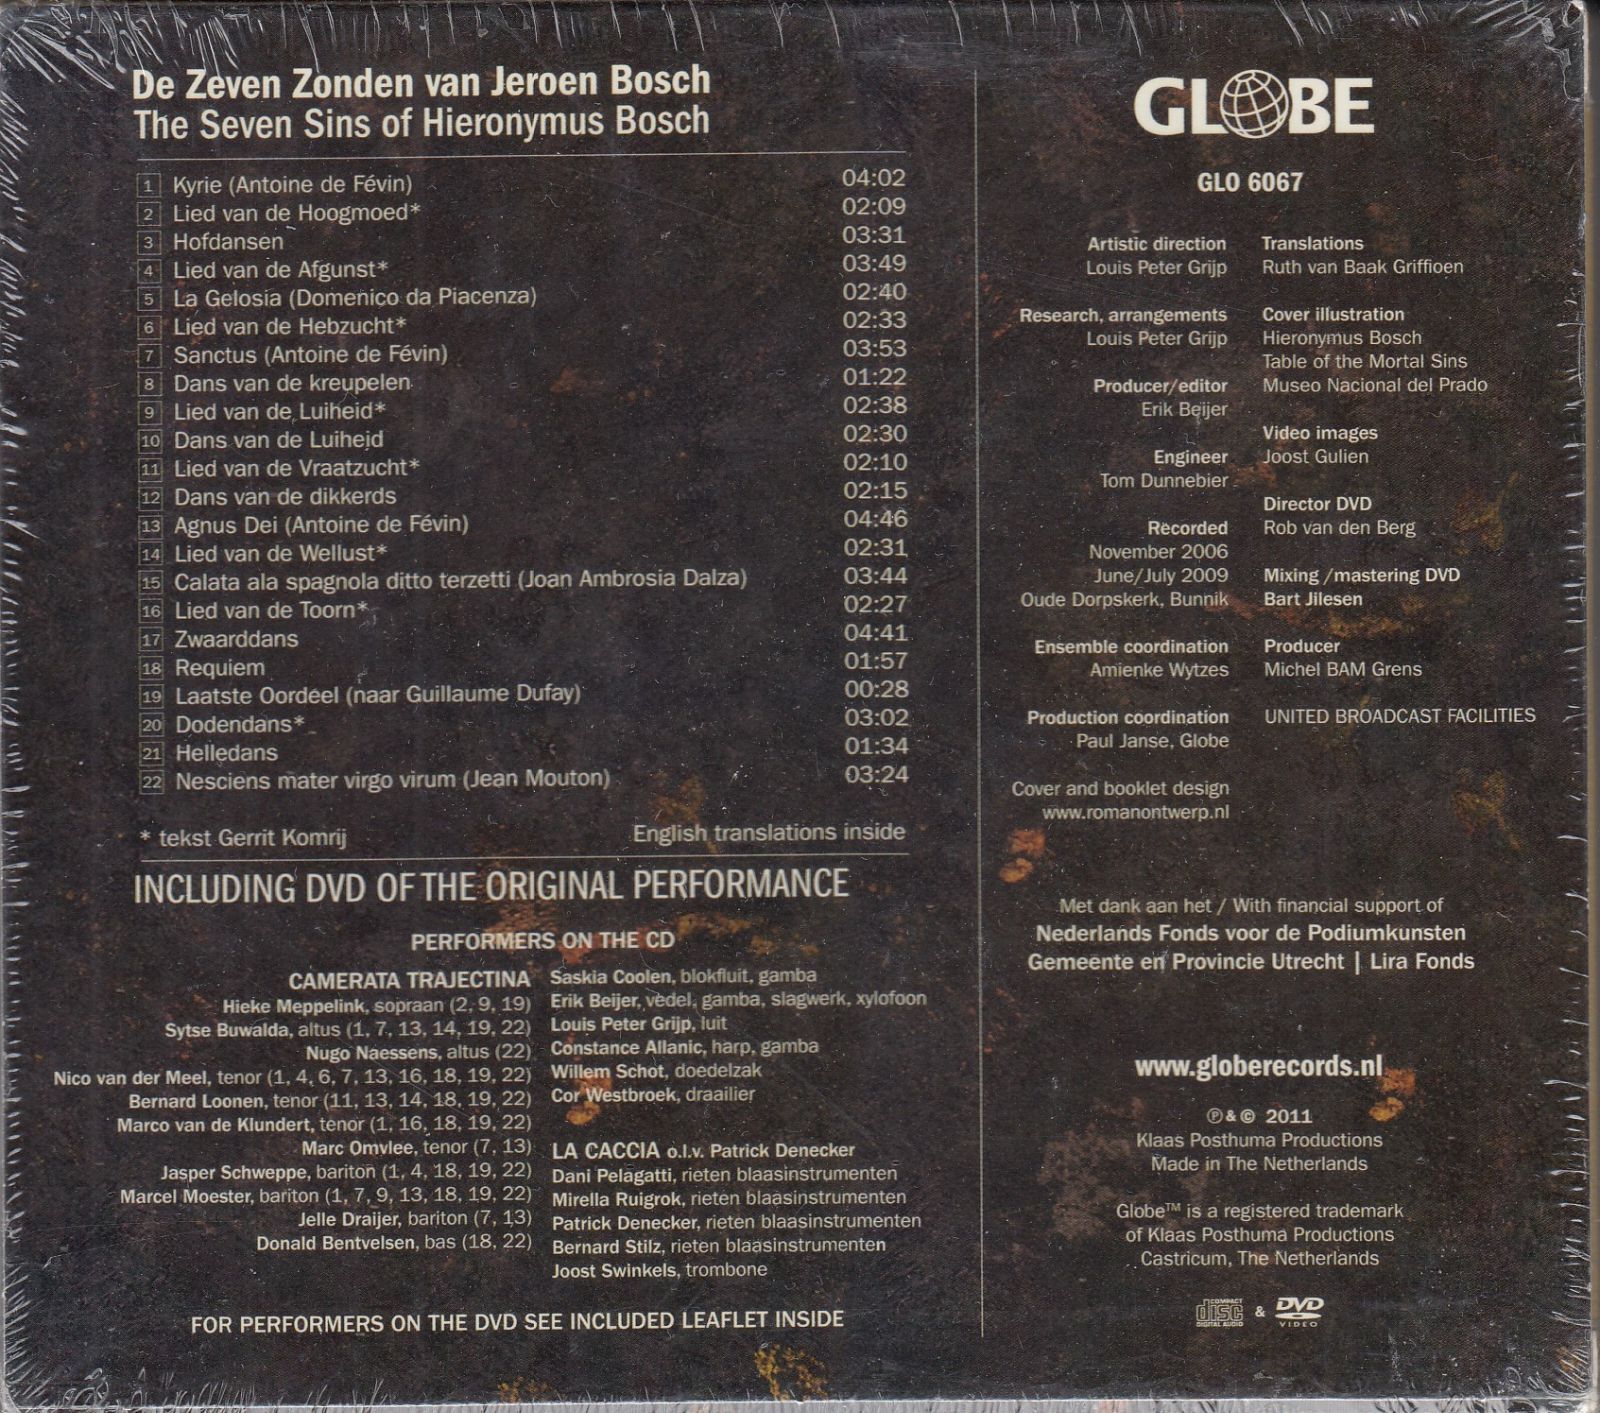 De Zeven Zonden van Jeroen Bosch
The Seven Sins of Hieronymus Bosch
1 Kyrie (Antoine de Févin) 04:02
2 Lied van de Hoogmoed* 02:09
3 Hofdansen 03:31
4 Lied van de Afgunst* 03:49
5 La Gelosia (Domenico da Piacenza) 02:40
6 Lied van de Hebzucht* 02:33
7 Sanctus (Antoine de Févin) 03:53
8 Dans van de kreupelen 01:22
9 Lied van de Luiheid* 02:38
10 Dans van de Luiheid 02:30
11 Lied van de Vraatzucht* 02:10
12 Dans van de dikkerds 02:15
13 Agnus Dei (Antoine de Févin) 04:46
14 Lied van de Wellust* 02:31
15 Calata ala spagnola ditto terzetti (Joan Ambrosia Dalza) 03:44
16 Lied van de Toorn* 02:27
17 Zwaarddans 04:41
18 Requiem 01:57
19 Laatste Oordeel (naar Guillaume Dufay) 00:28
20 Dodendans* 03:02
21 Helledans 01:34
22 Nesciens mater virgo virum (Jean Mouton) 03:24
* tekst Gerrit Komrij English translations inside
INCLUDING DVD OF THE ORIGINAL PERFORMANCE
PERFORMERS ON THE CD
CAMERATA TRAJECTINA
Hieke Meppelink, sopraan (2, 9, 19)
Sytse Buwalda, altus (1, 7, 13, 14, 19, 22)
Nugo Naessens, altus (22)
Nico van der Meel, tenor (1, 4, 6, 7, 13, 16, 18, 19, 22)
Bernard Loonen, tenor (11, 13, 14, 18, 19, 22)
Marco van de Klundert, tenor (1, 16, 18, 19, 22)
Marc Omvlee, tenor (7, 13)
Jasper Schweppe, bariton (1, 4, 18, 19, 22)
Marcel Moester, bariton (1, 7, 9, 13, 18, 19, 22)
Jelle Draijer, bariton (7, 13)
Donald Bentvelsen, bas (18, 22)
Saskia Coolen, blokfluit, gamba
Erik Beijer, vedel, gamba, slagwerk, xylofoon
Louis Peter Grijp, luit
Constance Allanic, harp, gamba
Willem Schot, doedelzak
Cor Westbroek, draailier
LA CACCIA o.l.v. Patrick Denecker
Dani Pelagatti, rieten blaasinstrumenten
Mirella Ruigrok, rieten blaasinstrumenten
Patrick Denecker, rieten blaasinstrumenten
Bernard Stilz, rieten blaasinstrumenten
Joost Swinkels, trombone
FOR PERFORMERS ON THE DVD SEE INCLUDED LEAFLET INSIDE
GLOBE
GLO 6067
Artistic direction
Louis Peter Grijp
Research, arrangements
Louis Peter Grijp
Producer/editor
Erik Beijer
Engineer
Tom Dunnebier
Recorded
November 2006
June/July 2009
Oude Dorpskerk, Bunnik
Ensemble coordination
Amienke Wytzes
Production coordination
Paul Janse, Globe
Cover and booklet design
www.romanontwerp.nl
Translations
Ruth van Baak Griffioen
Cover illustration
Hieronymus Bosch
Table of the Mortal Sins
Museo Nacional del Prado
Video images
Joost Gulien
Director DVD
Rob van den Berg
Mixing /mastering DVD
Bart Jilesen
Producer
Michel BAM Grens
UNITED BROADCAST FACILITIES
Met dank aan het / With financial support of
Nederlands Fonds voor de Podiumkunsten
Gemeente en Provincie Utrecht | Lira Fonds
www.globerecords.nl
℗ & © 2011
Klaas Posthuma Productions
Made in The Netherlands
Globe™ is a registered trademark
of Klaas Posthuma Productions
Castricum, The Netherlands
COMPACT disc DIGITAL AUDIO & DVD VIDEO